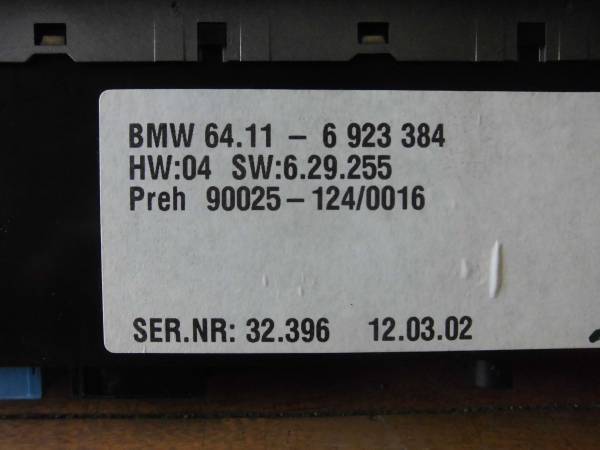 BMW 64.11 – 6 923 384
HW:04 SW:6.29.255
Preh 90025–124/0016
SER.NR: 32.396 12.03.02